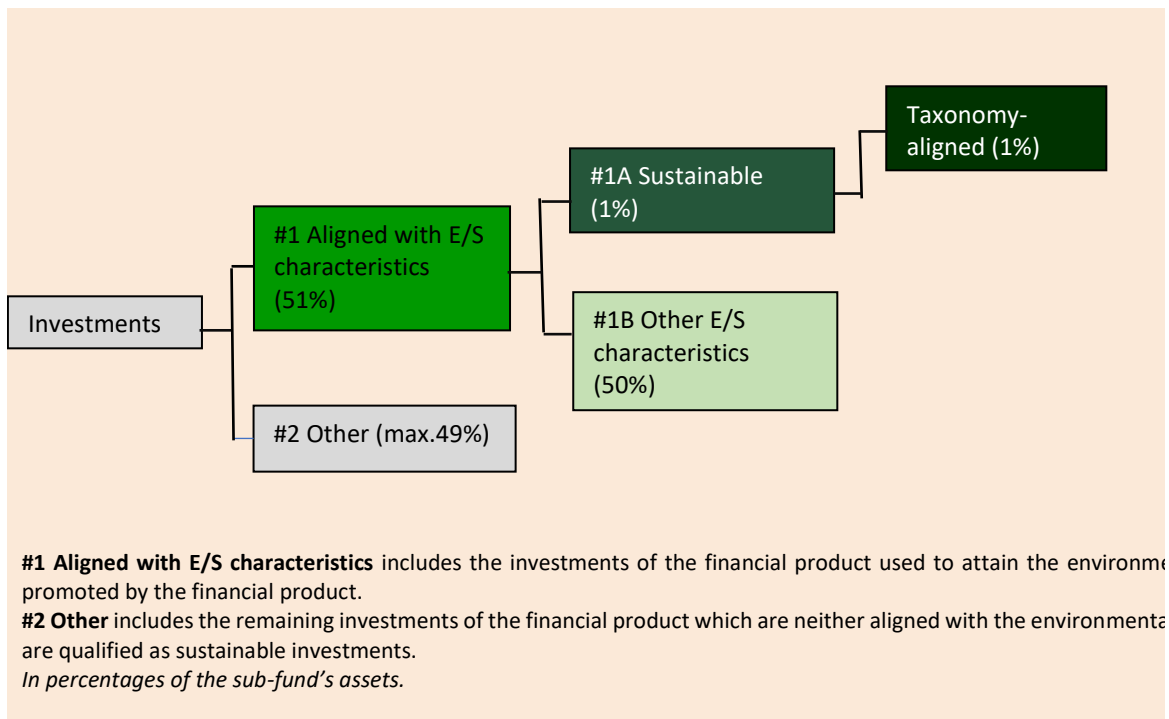 Taxonomy-
aligned (1%)
#1A Sustainable
(1%)
#1 Aligned with E/S
characteristics
(51%)
Investments
#1B Other E/S
characteristics
(50%)
#2 Other (max.49%)
#1 Aligned with E/S characteristics includes the investments of the financial product used to attain the environme
promoted by the financial product.
#2 Other includes the remaining investments of the financial product which are neither aligned with the environmenta
are qualified as sustainable investments.
In percentages of the sub-fund’s assets.